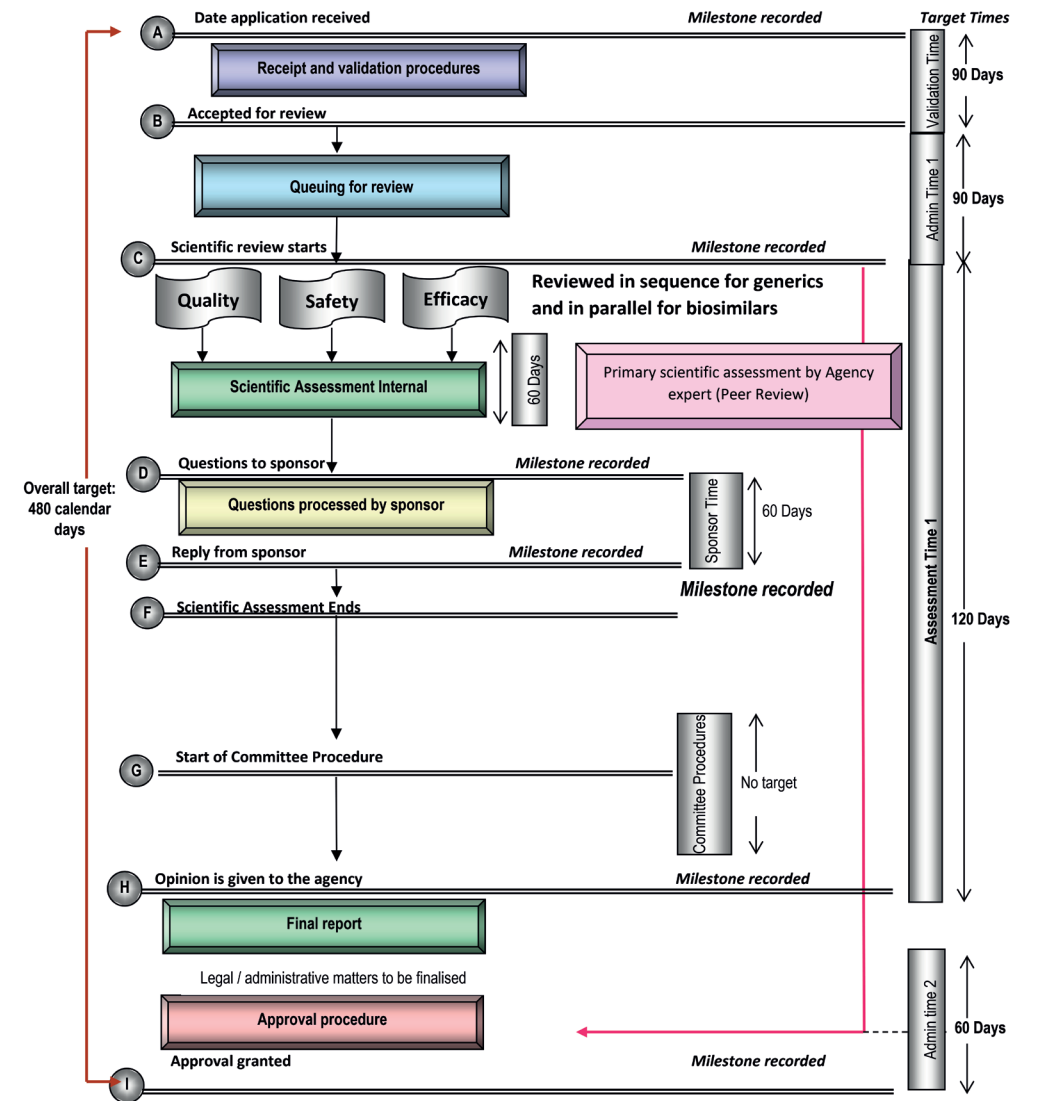 Date application received
Milestone recorded
Target Times
A
Receipt and validation procedures
Validation Time
90 Days
Accepted for review
B
Queuing for review
Admin Time 1
90 Days
Scientific review starts
Milestone recorded
C
Quality
Safety
Efficacy
Reviewed in sequence for generics
and in parallel for biosimilars
Scientific Assessment Internal
60 Days
Primary scientific assessment by Agency
expert (Peer Review)
Questions to sponsor
Milestone recorded
D
Overall target:
480 calendar
days
Questions processed by sponsor
Sponsor Time
60 Days
Reply from sponsor
Milestone recorded
E
Milestone recorded
Scientific Assessment Ends
F
Assessment Time 1
120 Days
Start of Committee Procedure
G
Committee Procedures
No target
Opinion is given to the agency
Milestone recorded
H
Final report
Legal / administrative matters to be finalised
Approval procedure
Admin time 2
60 Days
Approval granted
Milestone recorded
I